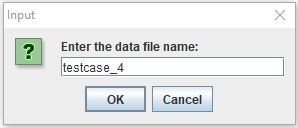 Input
Enter the data file name:
testcase_4
OK Cancel